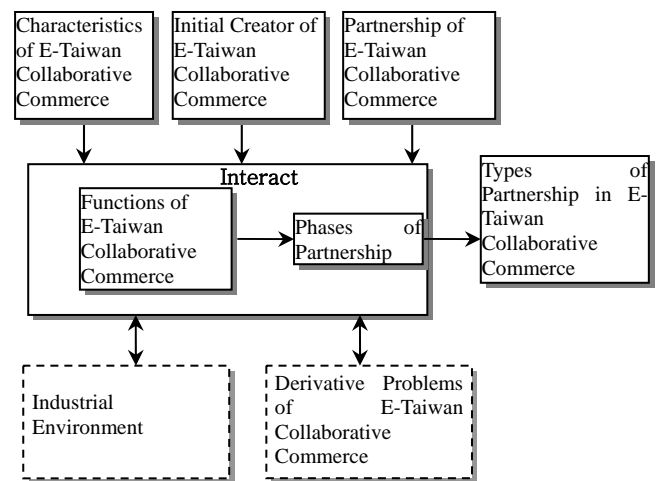 Characteristics
of E-Taiwan
Collaborative
Commerce
Initial Creator of
E-Taiwan
Collaborative
Commerce
Partnership of
E-Taiwan
Collaborative
Commerce
Interact
Functions of
E-Taiwan
Collaborative
Commerce
Phases of
Partnership
Types of
Partnership in E-
Taiwan
Collaborative
Commerce
Industrial
Environment
Derivative Problems
of E-Taiwan
Collaborative
Commerce